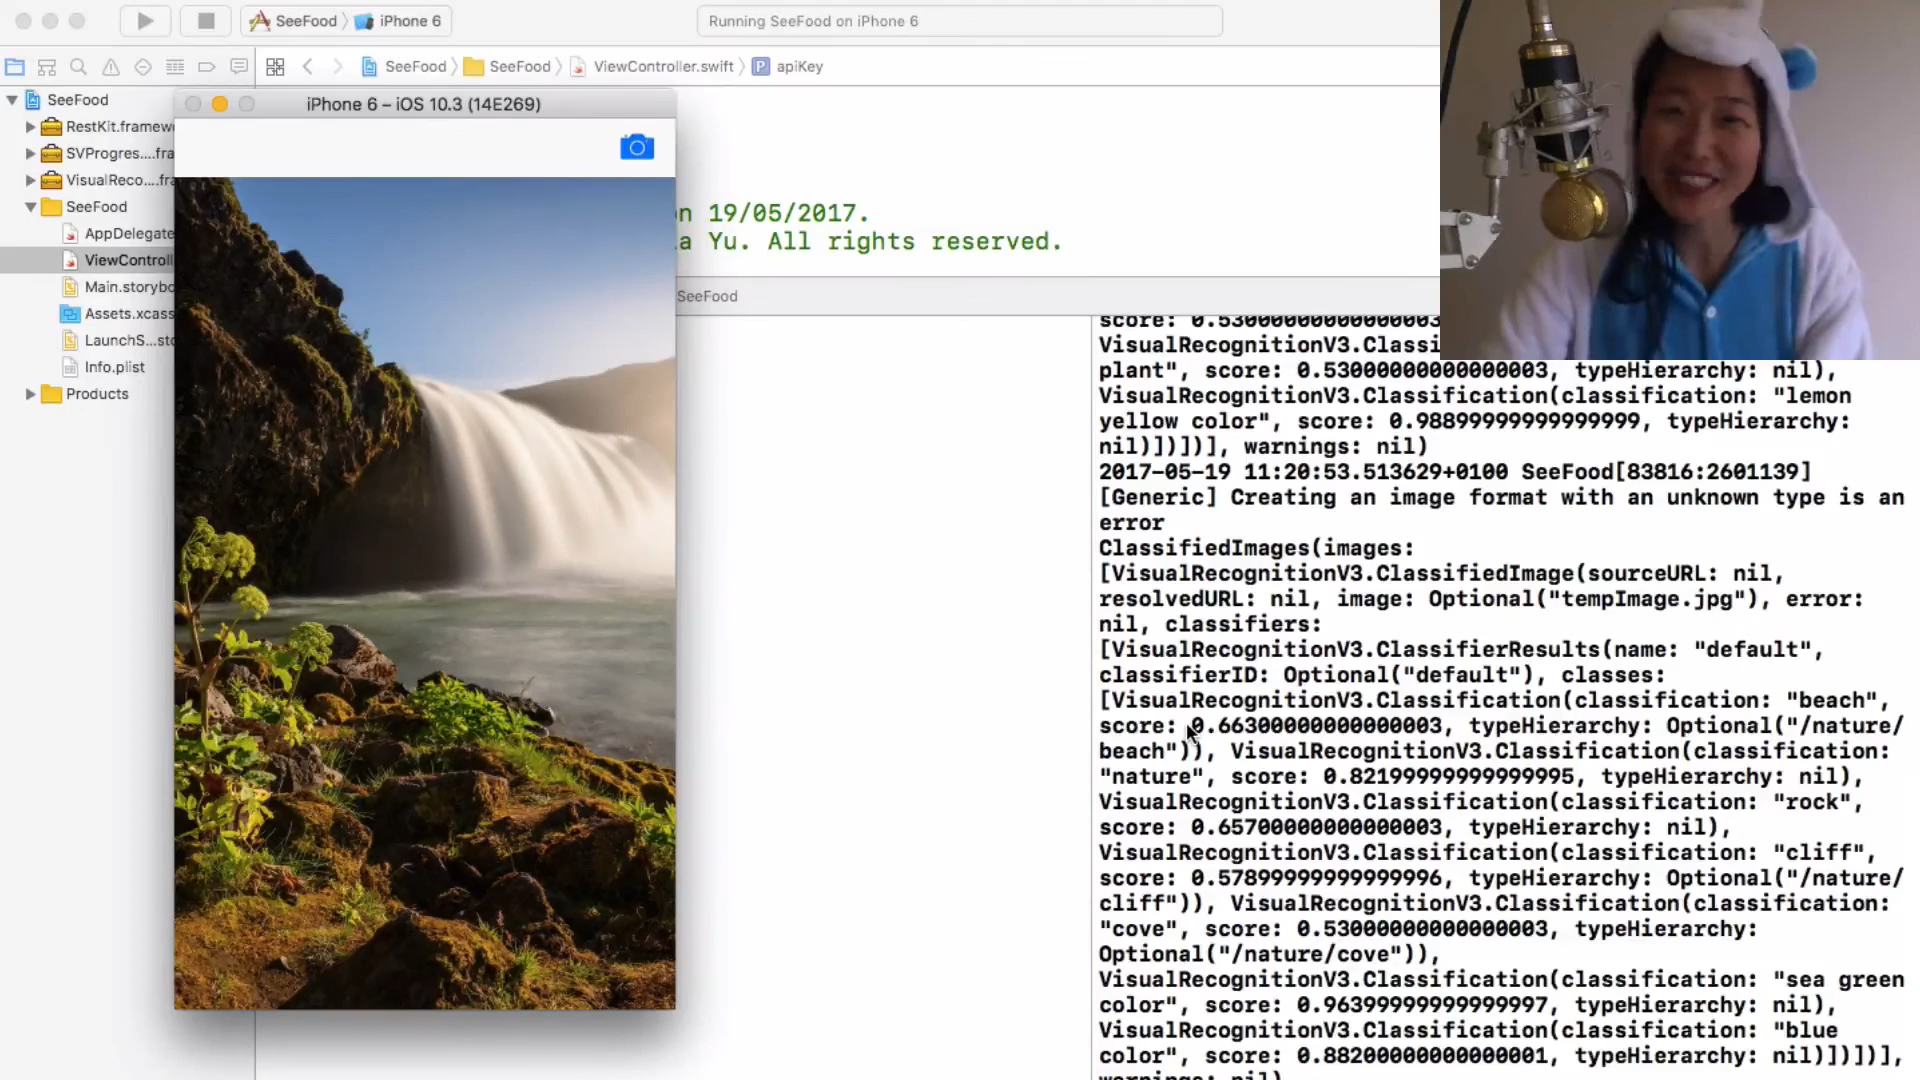 SeeFood iPhone 6
Running SeeFood on iPhone 6
SeeFood SeeFood ViewController.swift apiKey
SeeFood
RestKit.framew
SVProgres....fra
VisualReco....fra
SeeFood
AppDelegate
ViewControll
Main.storybo
Assets.xcass
LaunchS...sto
Info.plist
Products
iPhone 6 – iOS 10.3 (14E269)
n 19/05/2017.
a Yu. All rights reserved.
SeeFood
score: 0.53000000000000003
VisualRecognitionV3.Classifi
plant", score: 0.53000000000000003, typeHierarchy: nil),
VisualRecognitionV3.Classification(classification: "lemon
yellow color", score: 0.98899999999999999, typeHierarchy:
nil)])])], warnings: nil)
2017-05-19 11:20:53.513629+0100 SeeFood[83816:2601139]
[Generic] Creating an image format with an unknown type is an
error
ClassifiedImages(images:
[VisualRecognitionV3.ClassifiedImage(sourceURL: nil,
resolvedURL: nil, image: Optional("tempImage.jpg"), error:
nil, classifiers:
[VisualRecognitionV3.ClassifierResults(name: "default",
classifierID: Optional("default"), classes:
[VisualRecognitionV3.Classification(classification: "beach",
score: 0.66300000000000003, typeHierarchy: Optional("/nature/
beach")), VisualRecognitionV3.Classification(classification:
"nature", score: 0.82199999999999995, typeHierarchy: nil),
VisualRecognitionV3.Classification(classification: "rock",
score: 0.65700000000000003, typeHierarchy: nil),
VisualRecognitionV3.Classification(classification: "cliff",
score: 0.57899999999999996, typeHierarchy: Optional("/nature/
cliff")), VisualRecognitionV3.Classification(classification:
"cove", score: 0.53000000000000003, typeHierarchy:
Optional("/nature/cove")),
VisualRecognitionV3.Classification(classification: "sea green
color", score: 0.96399999999999997, typeHierarchy: nil),
VisualRecognitionV3.Classification(classification: "blue
color", score: 0.88200000000000001, typeHierarchy: nil)])])],
warnings: nil)